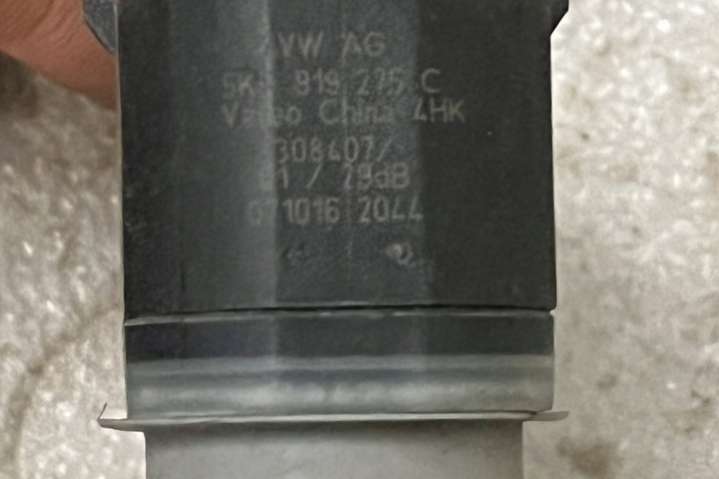 VW AG
919 275 C
Valeo China 4HK
308407/
/ 29dB
071016 2044